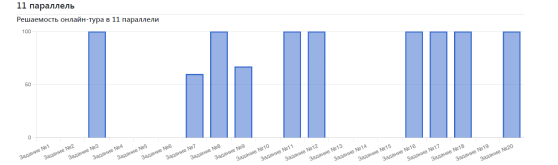 11 параллель
Решаемость онлайн-тура в 11 параллели
100
50
0
Задание №1
Задание №2
Задание №3
Задание №4
Задание №5
Задание №6
Задание №7
Задание №8
Задание №9
Задание №10
Задание №11
Задание №12
Задание №13
Задание №14
Задание №15
Задание №16
Задание №17
Задание №18
Задание №19
Задание №20